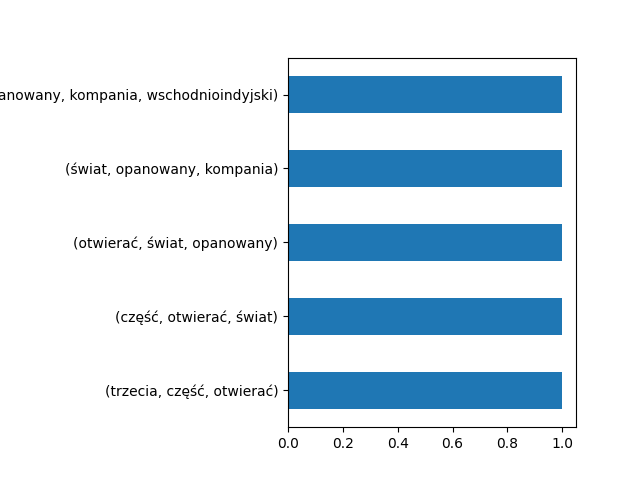 anowany, kompania, wschodnioindyjski)
(świat, opanowany, kompania)
(otwierać, świat, opanowany)
(część, otwierać, świat)
(trzecia, część, otwierać)
0.0 0.2 0.4 0.6 0.8 1.0